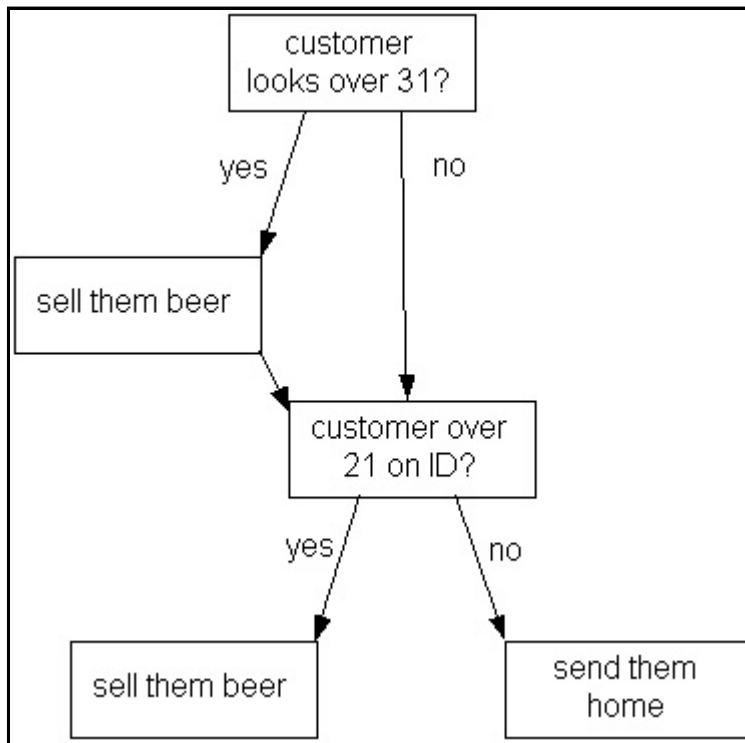 customer
looks over 31?
yes
no
sell them beer
customer over
21 on ID?
yes
no
sell them beer
send them
home